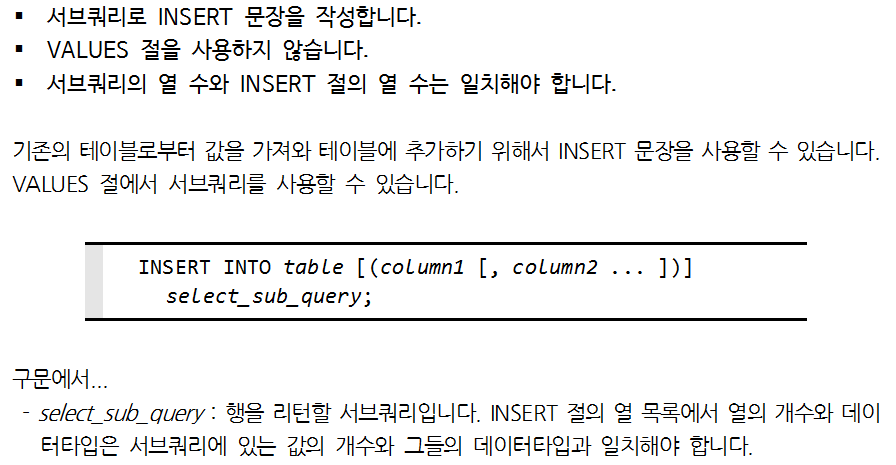 ▪ 서브쿼리로 INSERT 문장을 작성합니다.
▪ VALUES 절을 사용하지 않습니다.
▪ 서브쿼리의 열 수와 INSERT 절의 열 수는 일치해야 합니다.
기존의 테이블로부터 값을 가져와 테이블에 추가하기 위해서 INSERT 문장을 사용할 수 있습니다.
VALUES 절에서 서브쿼리를 사용할 수 있습니다.
INSERT INTO table [(column1 [, column2 ... ])]
select_sub_query;
구문에서...
- select_sub_query : 행을 리턴할 서브쿼리입니다. INSERT 절의 열 목록에서 열의 개수와 데이
터타입은 서브쿼리에 있는 값의 개수와 그들의 데이터타입과 일치해야 합니다.